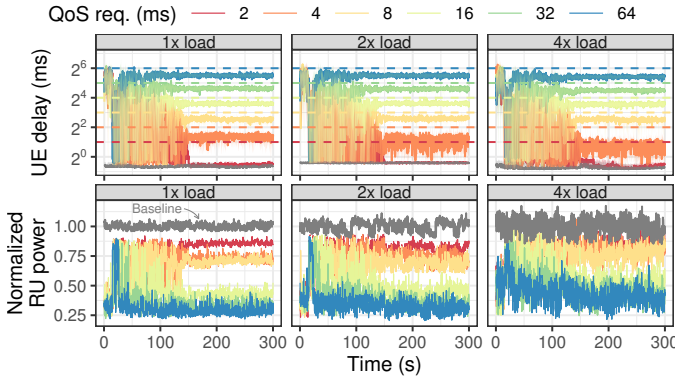 QoS req. (ms) 2 4 8 16 32 64
1x load 2x load 4x load
UE delay (ms)
2^6
2^4
2^2
2^0
1x load 2x load 4x load
Normalized
RU power
Baseline
1.00
0.75
0.50
0.25
0 100 200 300 0 100 200 300 0 100 200 300
Time (s)